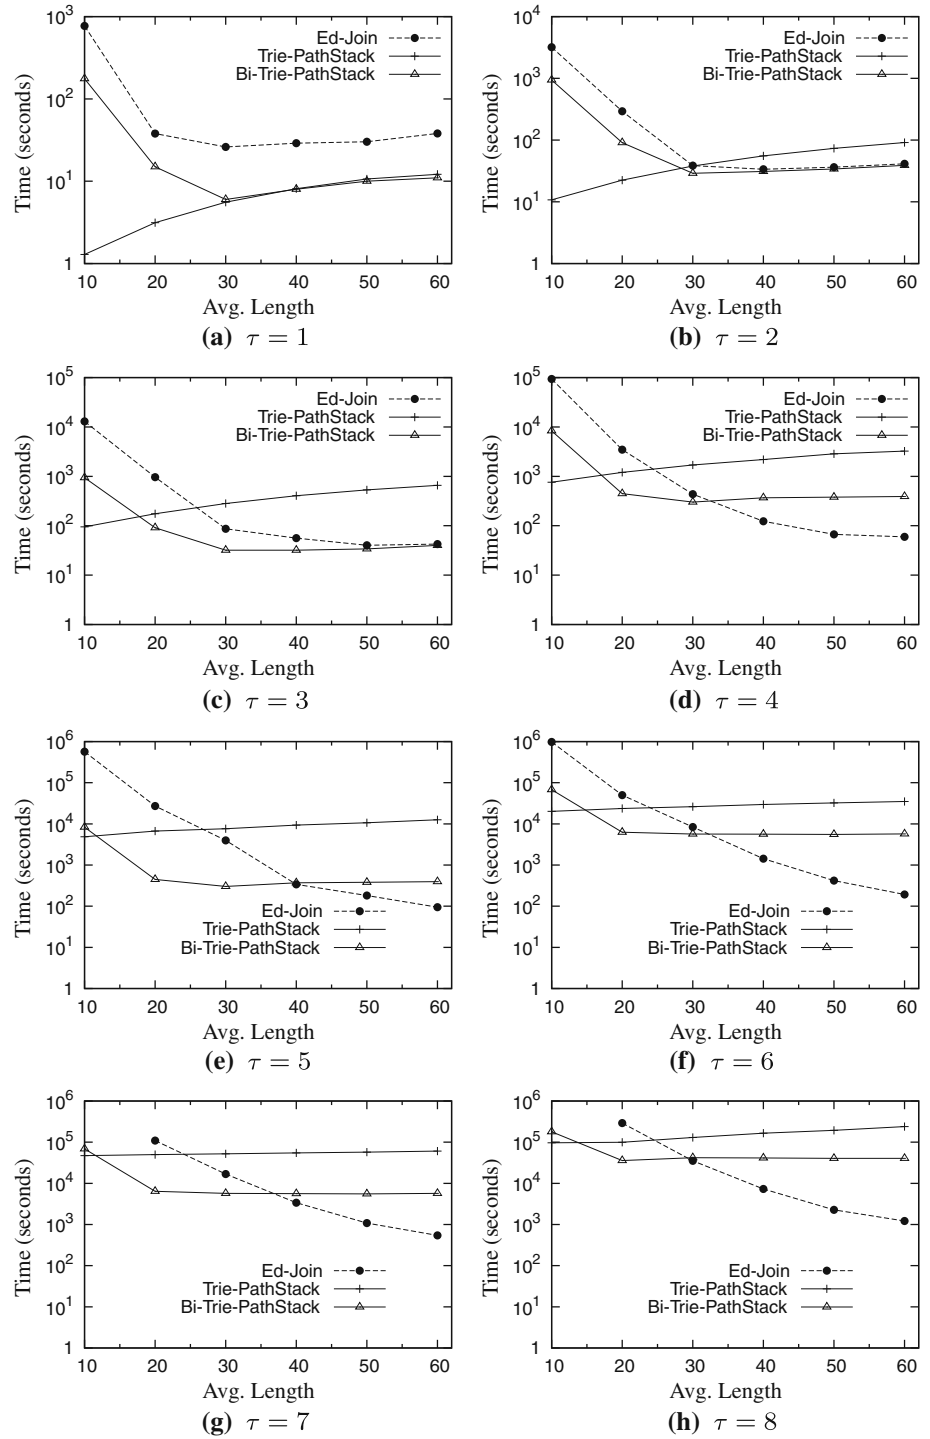 10^3
10^2
10^1
1
Time (seconds)
Ed-Join
Trie-PathStack
Bi-Trie-PathStack
10 20 30 40 50 60
Avg. Length
(a) τ = 1
10^4
10^3
10^2
10^1
1
Time (seconds)
Ed-Join
Trie-PathStack
Bi-Trie-PathStack
10 20 30 40 50 60
Avg. Length
(b) τ = 2
10^5
10^4
10^3
10^2
10^1
1
Time (seconds)
Ed-Join
Trie-PathStack
Bi-Trie-PathStack
10 20 30 40 50 60
Avg. Length
(c) τ = 3
10^5
10^4
10^3
10^2
10^1
1
Time (seconds)
Ed-Join
Trie-PathStack
Bi-Trie-PathStack
10 20 30 40 50 60
Avg. Length
(d) τ = 4
10^6
10^5
10^4
10^3
10^2
10^1
1
Time (seconds)
Ed-Join
Trie-PathStack
Bi-Trie-PathStack
10 20 30 40 50 60
Avg. Length
(e) τ = 5
10^6
10^5
10^4
10^3
10^2
10^1
1
Time (seconds)
Ed-Join
Trie-PathStack
Bi-Trie-PathStack
10 20 30 40 50 60
Avg. Length
(f) τ = 6
10^6
10^5
10^4
10^3
10^2
10^1
1
Time (seconds)
Ed-Join
Trie-PathStack
Bi-Trie-PathStack
10 20 30 40 50 60
Avg. Length
(g) τ = 7
10^6
10^5
10^4
10^3
10^2
10^1
1
Time (seconds)
Ed-Join
Trie-PathStack
Bi-Trie-PathStack
10 20 30 40 50 60
Avg. Length
(h) τ = 8